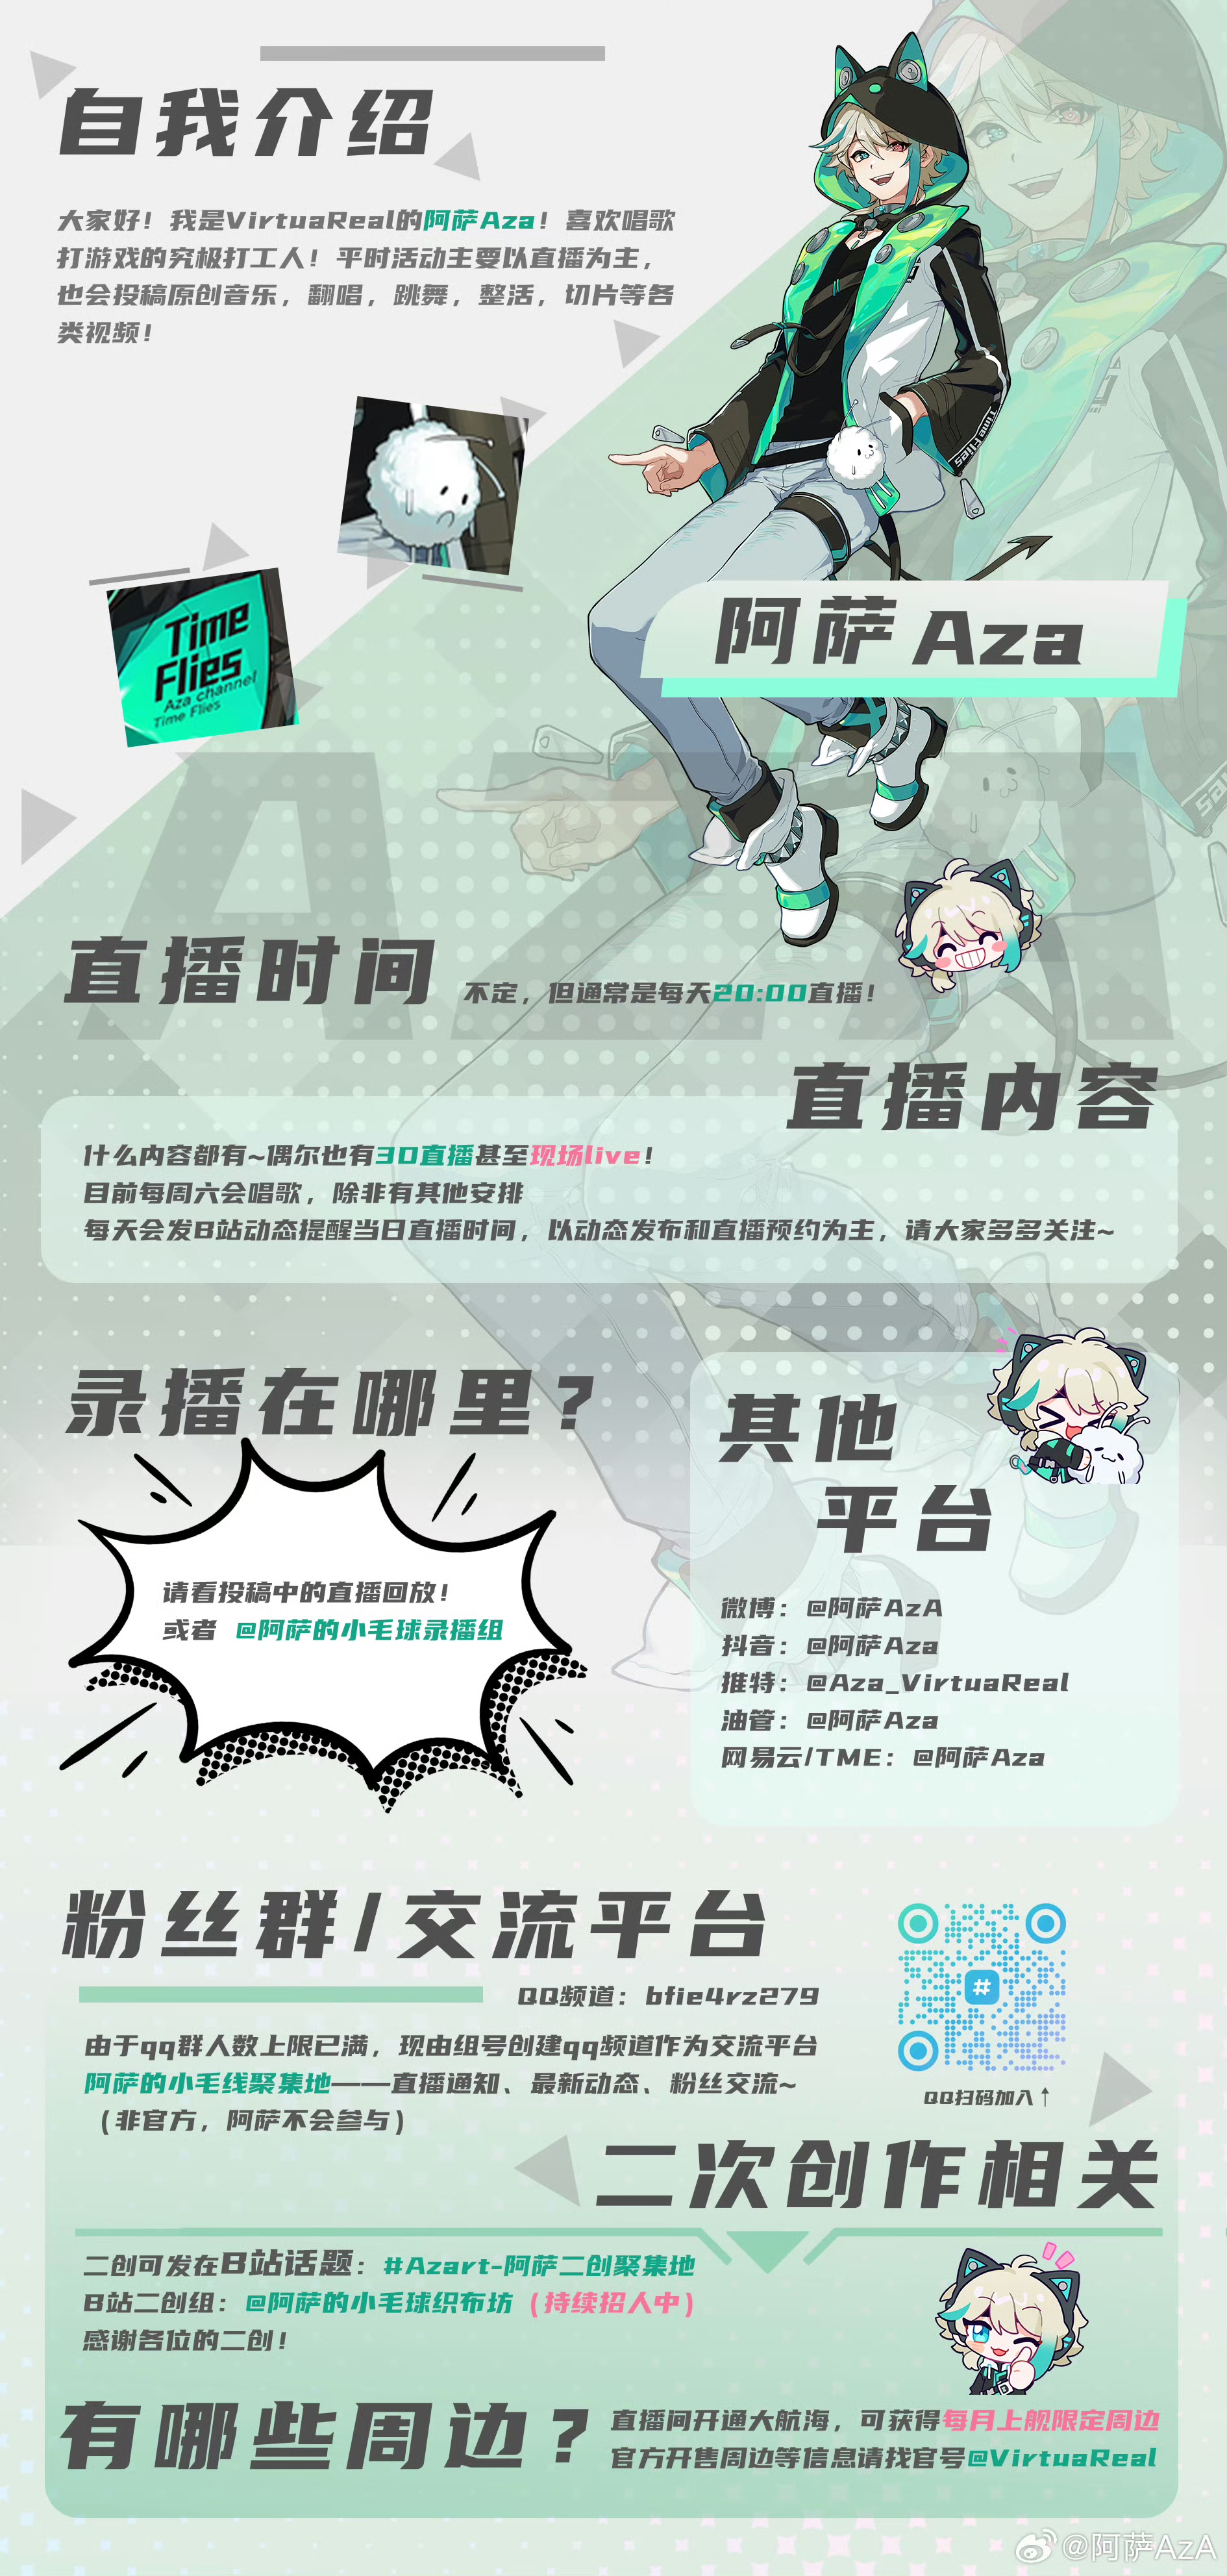 自我介绍
大家好！我是VirtuaReal的阿萨Aza！喜欢唱歌
打游戏的究极打工人！平时活动主要以直播为主，
也会投稿原创音乐，翻唱，跳舞，整活，切片等各
类视频！
Time Flies
Time
Flies
Aza channel
Time Flies
阿萨 Aza
AZA
直播时间
不定，但通常是每天20:00直播！
直播内容
什么内容都有~偶尔也有3D直播甚至现场live！
目前每周六会唱歌，除非有其他安排
每天会发B站动态提醒当日直播时间，以动态发布和直播预约为主，请大家多多关注~
录播在哪里？
请看投稿中的直播回放！
或者 @阿萨的小毛球录播组
其他
平台
微博：@阿萨AzA
抖音：@阿萨Aza
推特：@Aza_VirtuaReal
油管：@阿萨Aza
网易云/TME：@阿萨Aza
粉丝群/交流平台
QQ频道：bfie4rz279
由于qq群人数上限已满，现由组号创建qq频道作为交流平台
阿萨的小毛线聚集地——直播通知、最新动态、粉丝交流~
（非官方，阿萨不会参与）
QQ扫码加入↑
二次创作相关
二创可发在B站话题：#Azart-阿萨二创聚集地
B站二创组：@阿萨的小毛球织布坊（持续招人中）
感谢各位的二创！
有哪些周边？
直播间开通大航海，可获得每月上舰限定周边
官方开售周边等信息请找官号@VirtuaReal
@阿萨AzA